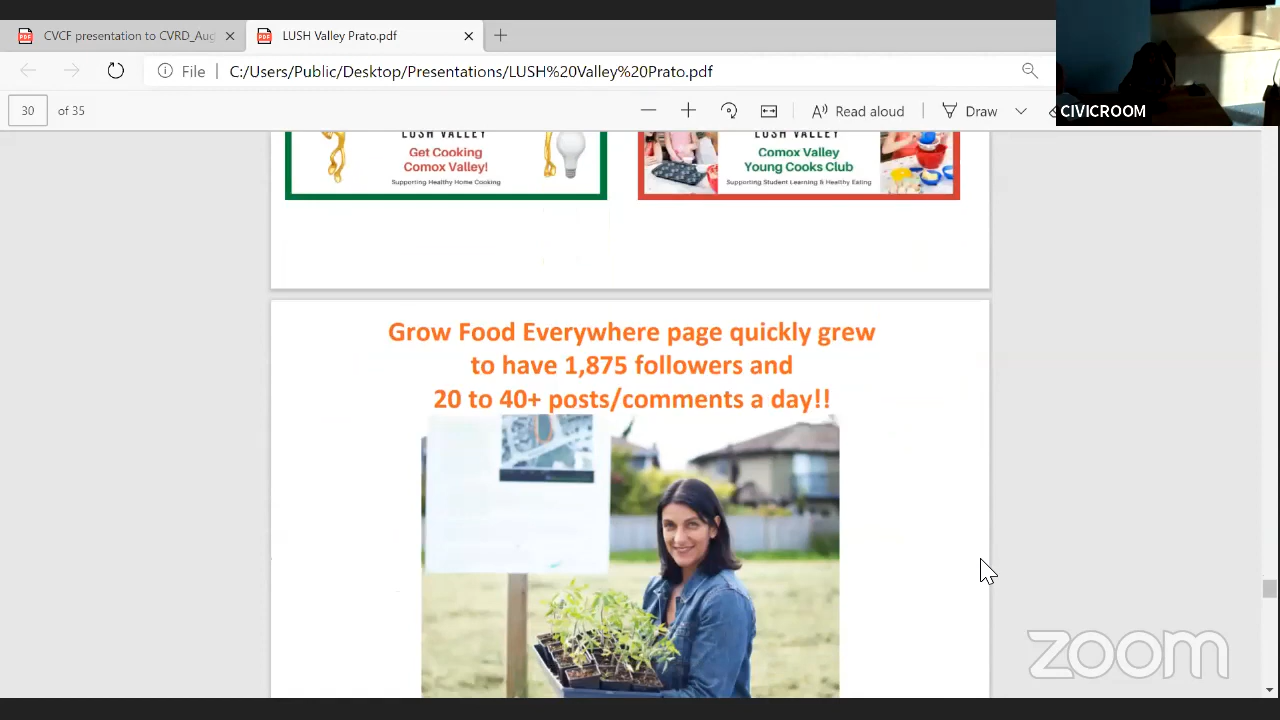 CVCF presentation to CVRD_Aug
LUSH Valley Prato.pdf
File
C:/Users/Public/Desktop/Presentations/LUSH%20Valley%20Prato.pdf
30 of 35
Read aloud
Draw
CIVICROOM
LUSH VALLEY
Get Cooking
Comox Valley!
Supporting Healthy Home Cooking
LUSH VALLEY
Comox Valley
Young Cooks Club
Supporting Student Learning & Healthy Eating
Grow Food Everywhere page quickly grew
to have 1,875 followers and
20 to 40+ posts/comments a day!!
zoom